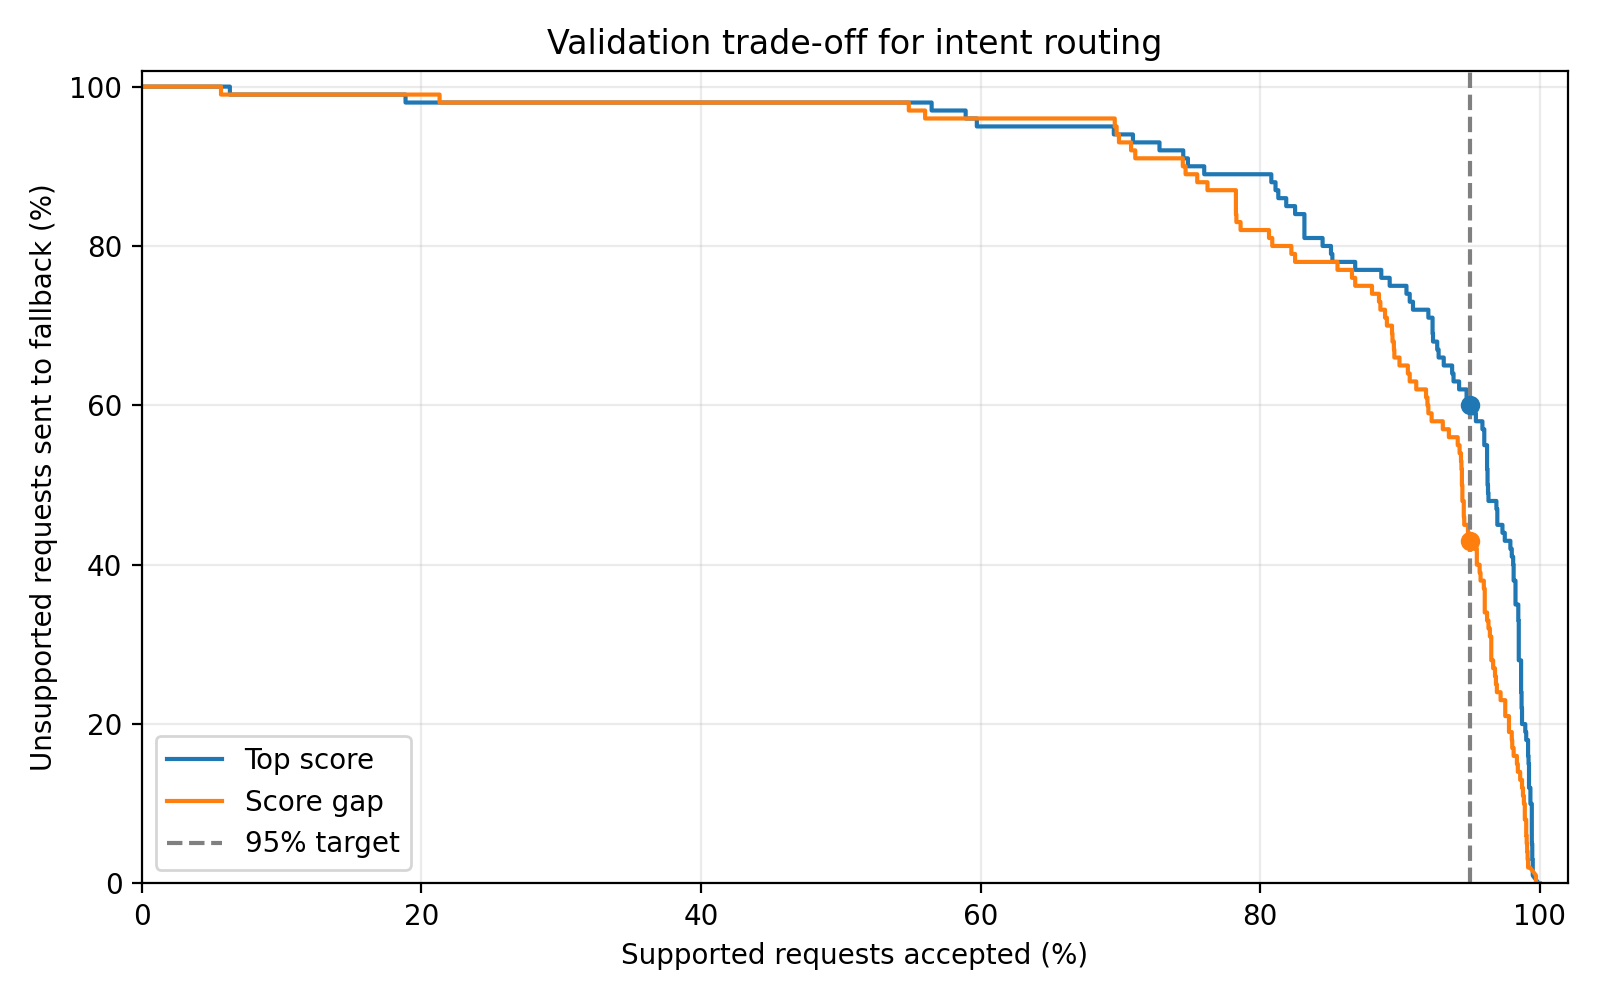 Validation trade-off for intent routing
Unsupported requests sent to fallback (%)
100
80
60
40
20
0
Top score
Score gap
95% target
0 20 40 60 80 100
Supported requests accepted (%)